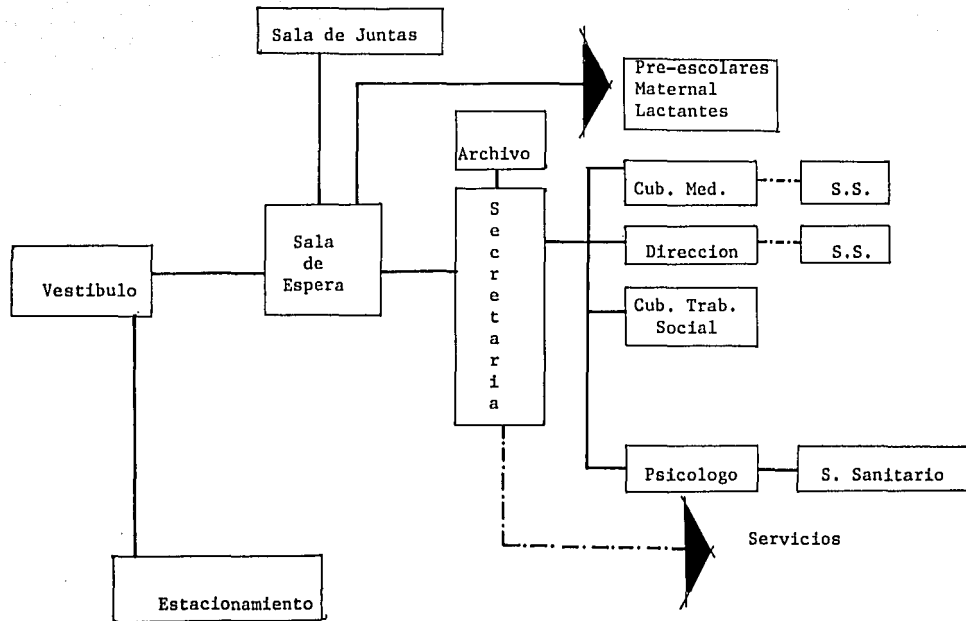 Sala de Juntas
Pre-escolares
Maternal
Lactantes
Archivo
Cub. Med.
S.S.
Secretaria
Sala
de
Espera
Direccion
S.S.
Vestibulo
Cub. Trab.
Social
Psicologo
S. Sanitario
Servicios
Estacionamiento